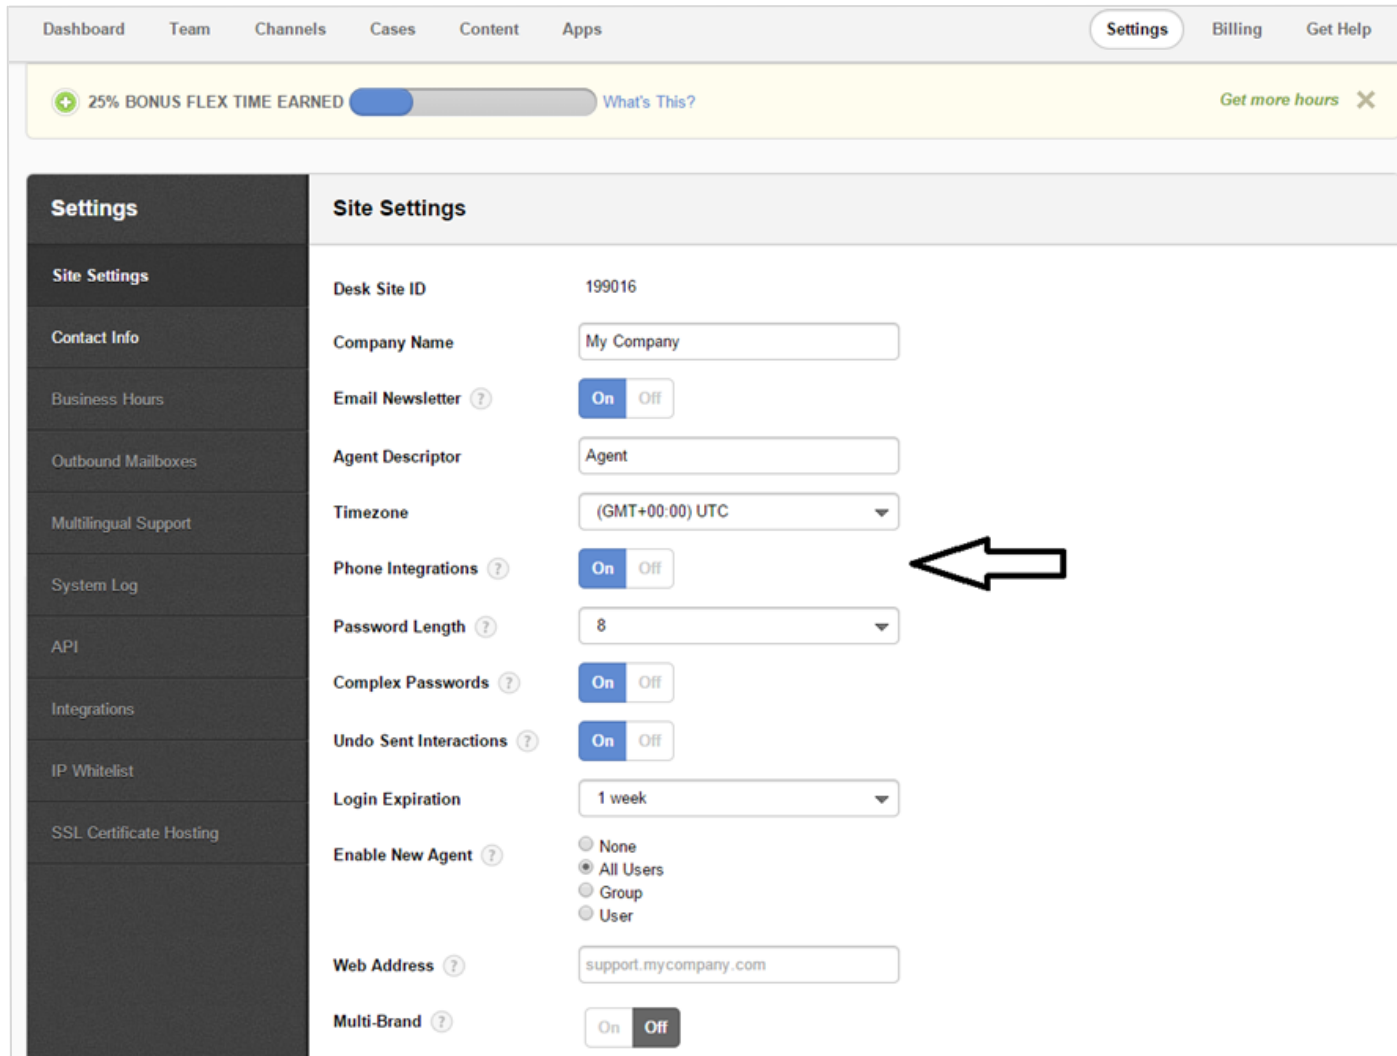 Dashboard Team Channels Cases Content Apps Settings Billing Get Help
25% BONUS FLEX TIME EARNED What's This? Get more hours
Settings
Site Settings
Contact Info
Business Hours
Outbound Mailboxes
Multilingual Support
System Log
API
Integrations
IP Whitelist
SSL Certificate Hosting
Site Settings
Desk Site ID 199016
Company Name My Company
Email Newsletter ? On Off
Agent Descriptor Agent
Timezone (GMT+00:00) UTC
Phone Integrations ? On Off
Password Length ? 8
Complex Passwords ? On Off
Undo Sent Interactions ? On Off
Login Expiration 1 week
Enable New Agent ? None
All Users
Group
User
Web Address ? support.mycompany.com
Multi-Brand ? On Off